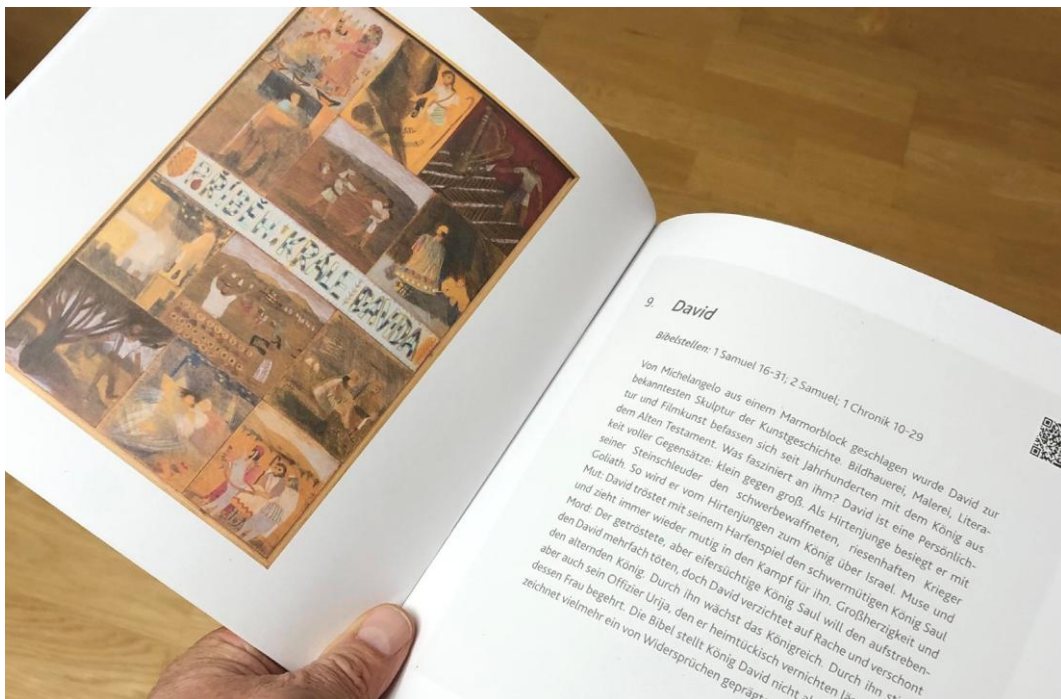 PŘÍBĚH KRÁLE DAVIDA
9. David
Bibelstellen: 1 Samuel 16-31; 2 Samuel; 1 Chronik 10-29
Von Michelangelo aus einem Marmorblock geschlagen wurde David zur
bekanntesten Skulptur der Kunstgeschichte. Bildhauerei, Malerei, Litera-
tur und Filmkunst befassen sich seit Jahrhunderten mit dem König aus
dem Alten Testament. Was fasziniert an ihm? David ist eine Persönlich-
keit voller Gegensätze: klein gegen groß. Als Hirtenjunge besiegt er mit
seiner Steinschleuder den schwerbewaffneten, riesenhaften Krieger
Goliath. So wird er vom Hirtenjungen zum König über Israel. Muse und
Mut: David tröstet mit seinem Harfenspiel den schwermütigen König Saul
und zieht immer wieder mutig in den Kampf für ihn. Großherzigkeit und
Mord: Der getröstete, aber eifersüchtige König Saul will den aufstreben-
den David mehrfach töten, doch David verzichtet auf Rache und verschont
den alternden König. Durch ihn wächst das Königreich. Durch ihn
aber auch sein Offizier Urija, den er heimtückisch vernichten
dessen Frau begehrt. Die Bibel stellt König David nicht
zeichnet vielmehr ein von Widersprüchen